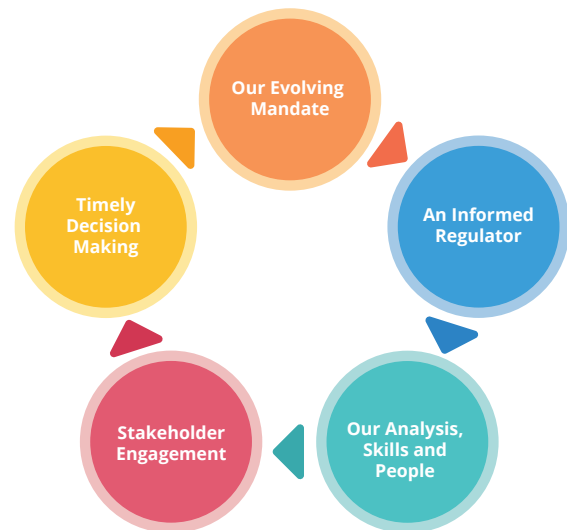 Our Evolving
Mandate
An Informed
Regulator
Our Analysis,
Skills and
People
Stakeholder
Engagement
Timely
Decision
Making